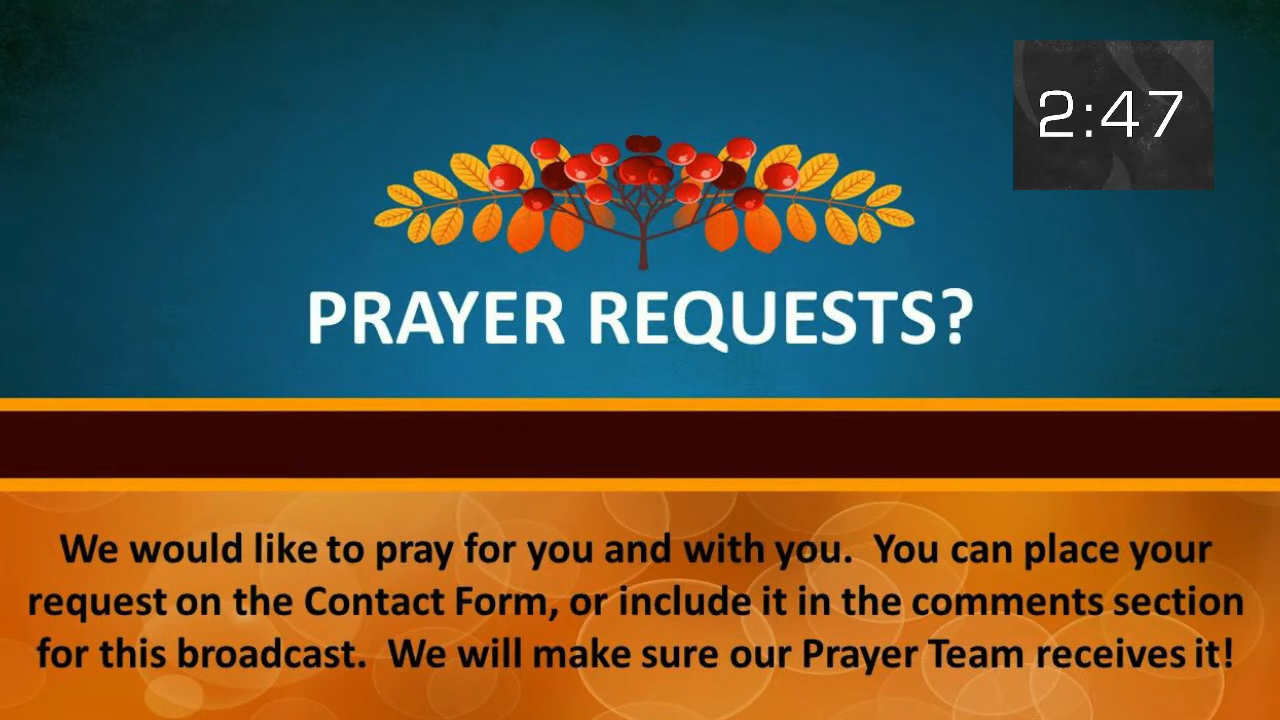 2:47
PRAYER REQUESTS?
We would like to pray for you and with you.  You can place your
request on the Contact Form, or include it in the comments section
for this broadcast.  We will make sure our Prayer Team receives it!